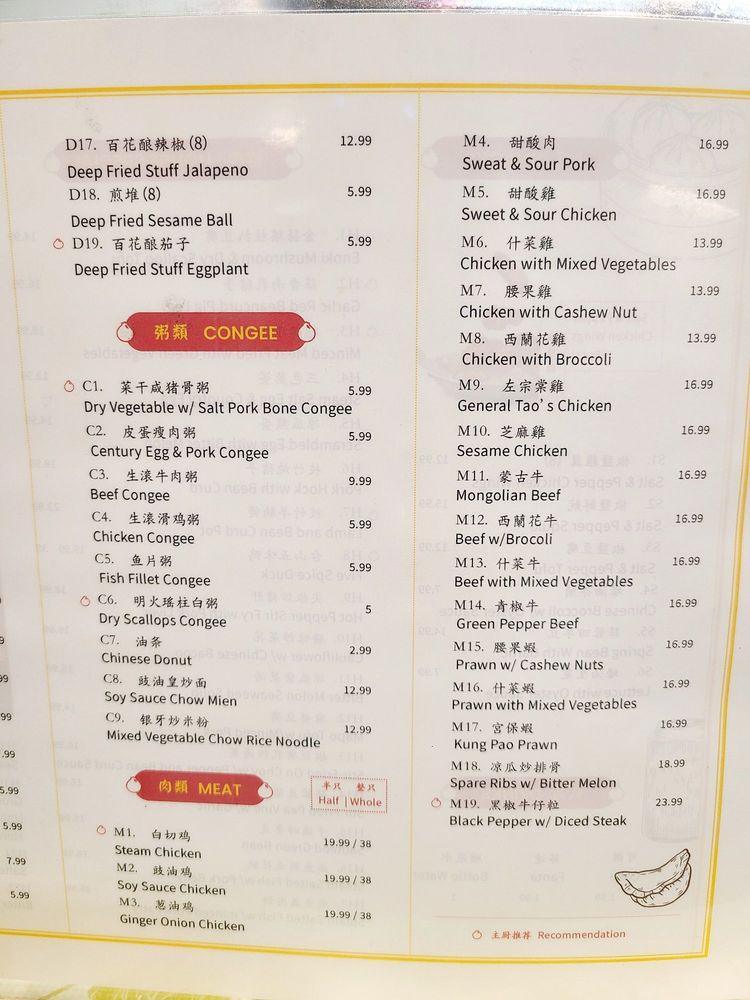 D17. 百花酿辣椒(8) 12.99
Deep Fried Stuff Jalapeno
D18. 煎堆(8) 5.99
Deep Fried Sesame Ball
D19. 百花酿茄子 5.99
Deep Fried Stuff Eggplant
粥類 CONGEE
C1. 菜干咸猪骨粥 5.99
Dry Vegetable w/ Salt Pork Bone Congee
C2. 皮蛋瘦肉粥 5.99
Century Egg & Pork Congee
C3. 生滚牛肉粥 9.99
Beef Congee
C4. 生滚滑鸡粥 5.99
Chicken Congee
C5. 鱼片粥 5.99
Fish Fillet Congee
C6. 明火瑤柱白粥 5
Dry Scallops Congee
C7. 油条 2.99
Chinese Donut
C8. 豉油皇炒面 12.99
Soy Sauce Chow Mien
C9. 银牙炒米粉 12.99
Mixed Vegetable Chow Rice Noodle
肉類 MEAT
半只 整只
Half | Whole
M1. 白切鸡 19.99 / 38
Steam Chicken
M2. 豉油鸡 19.99 / 38
Soy Sauce Chicken
M3. 葱油鸡 19.99 / 38
Ginger Onion Chicken
M4. 甜酸肉 16.99
Sweat & Sour Pork
M5. 甜酸雞 16.99
Sweet & Sour Chicken
M6. 什菜雞 13.99
Chicken with Mixed Vegetables
M7. 腰果雞 13.99
Chicken with Cashew Nut
M8. 西蘭花雞 13.99
Chicken with Broccoli
M9. 左宗棠雞 16.99
General Tao's Chicken
M10. 芝麻雞 16.99
Sesame Chicken
M11. 蒙古牛 16.99
Mongolian Beef
M12. 西蘭花牛 16.99
Beef w/Brocoli
M13. 什菜牛 16.99
Beef with Mixed Vegetables
M14. 青椒牛 16.99
Green Pepper Beef
M15. 腰果蝦 16.99
Prawn w/ Cashew Nuts
M16. 什菜蝦 16.99
Prawn with Mixed Vegetables
M17. 宮保蝦 16.99
Kung Pao Prawn
M18. 凉瓜炒排骨 18.99
Spare Ribs w/ Bitter Melon
M19. 黑椒牛仔粒 23.99
Black Pepper w/ Diced Steak
主厨推荐 Recommendation